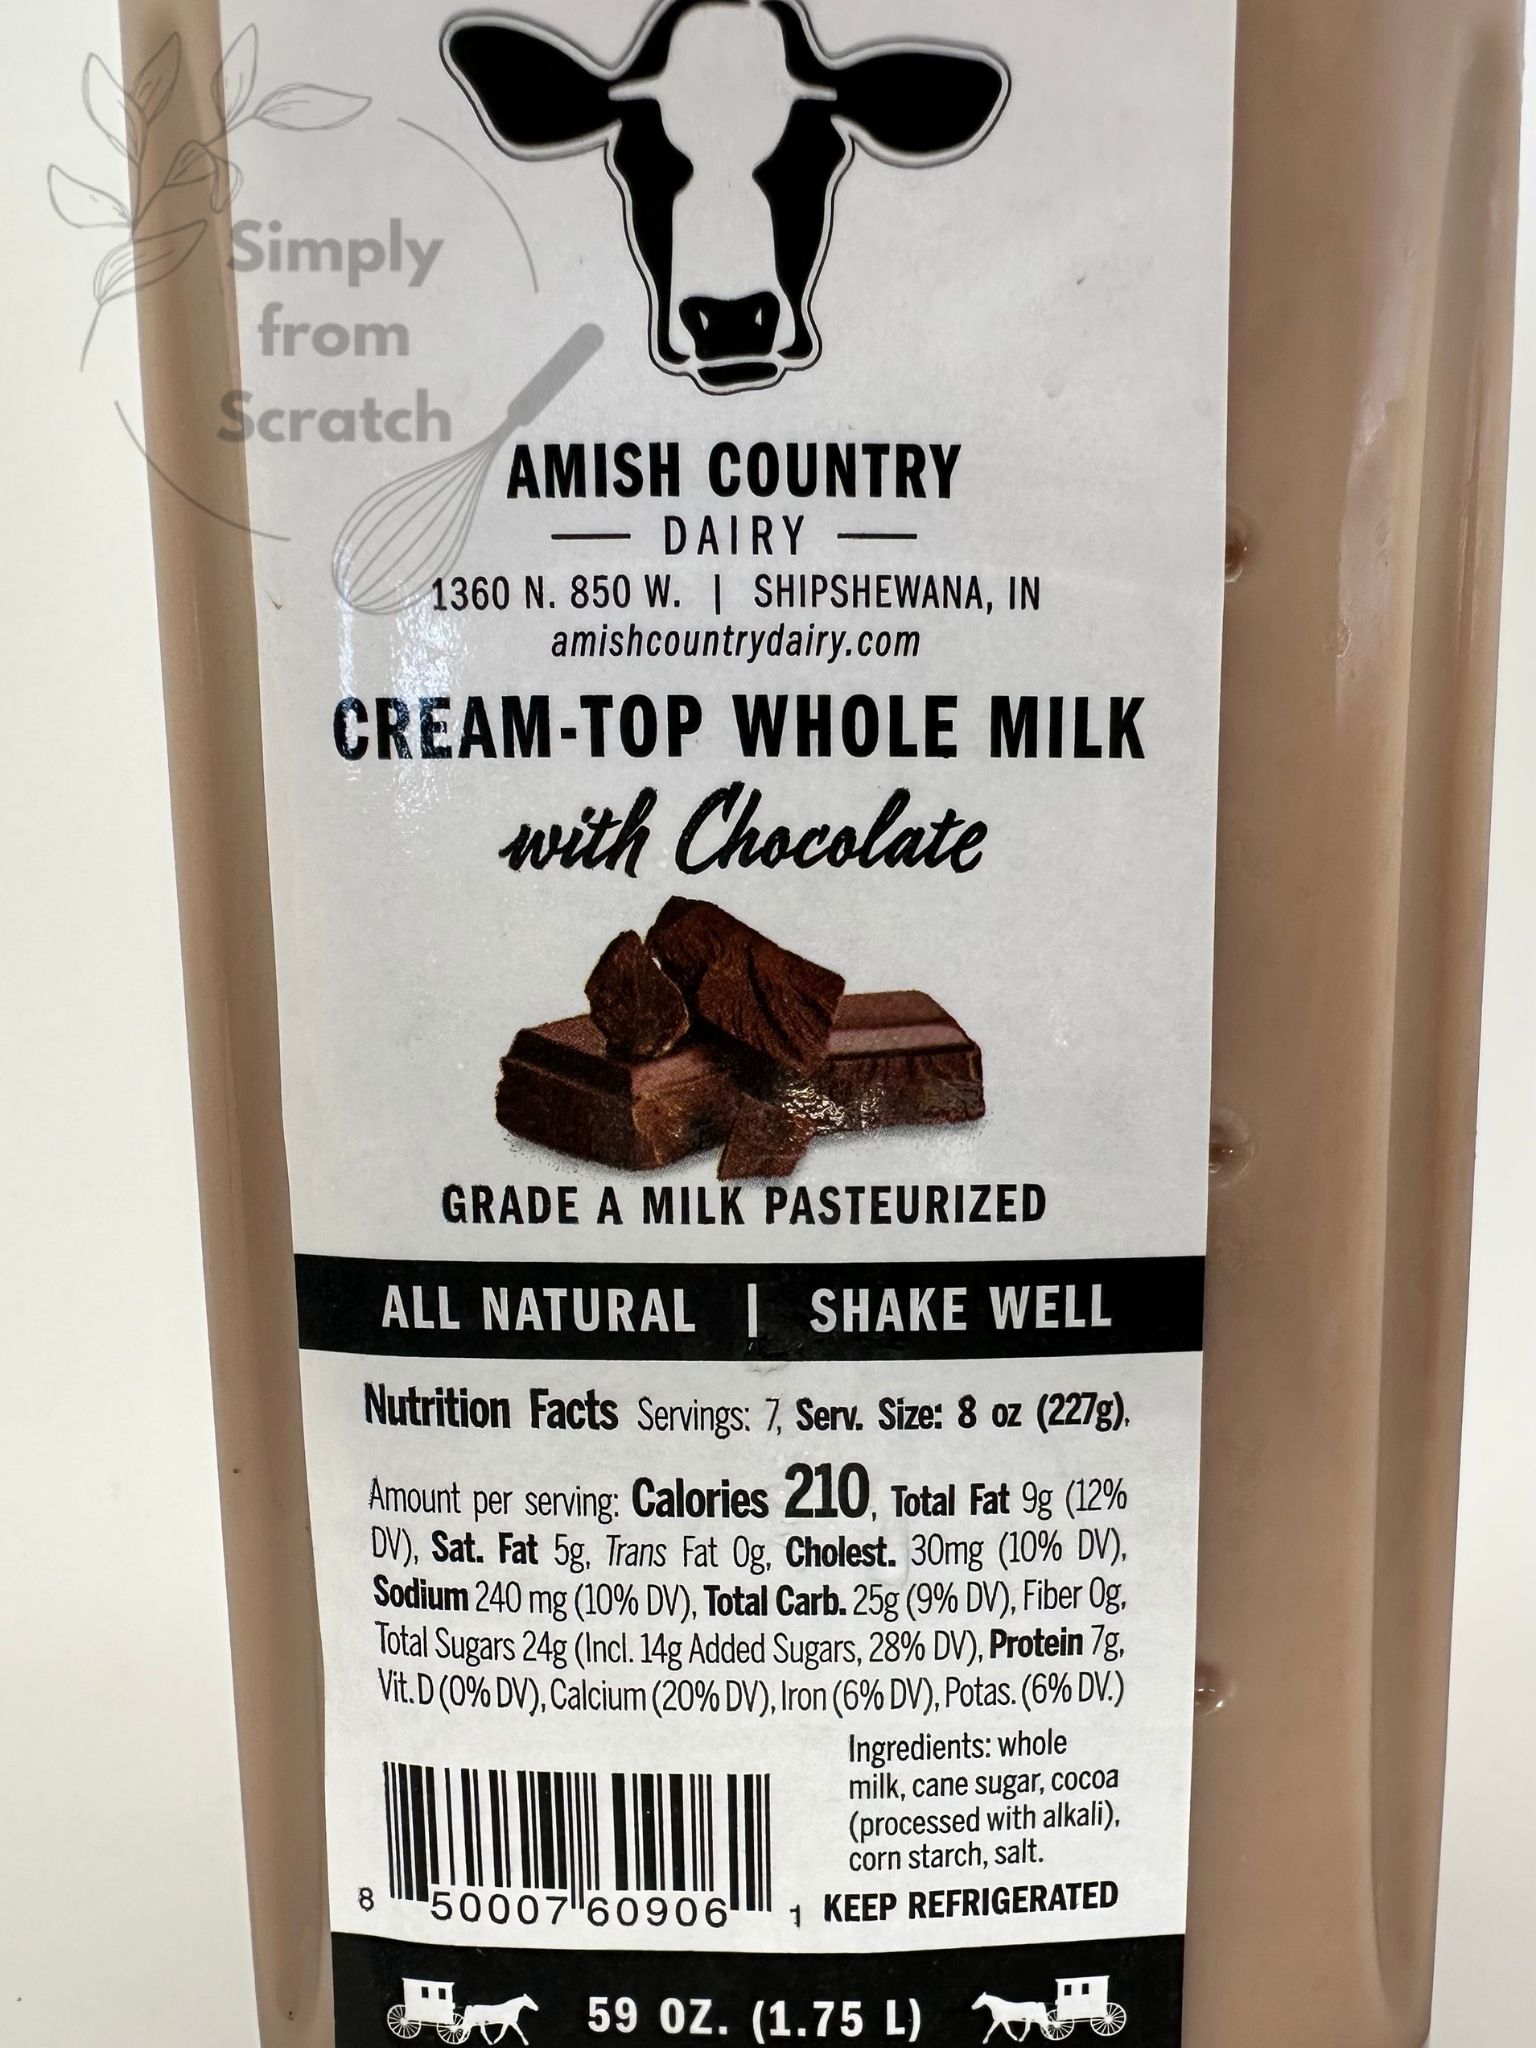 Simply
from
Scratch
AMISH COUNTRY
DAIRY
1360 N. 850 W. | SHIPSHEWANA, IN
amishcountrydairy.com
CREAM-TOP WHOLE MILK
with Chocolate
GRADE A MILK PASTEURIZED
ALL NATURAL | SHAKE WELL
Nutrition Facts Servings: 7, Serv. Size: 8 oz (227g),
Amount per serving: Calories 210, Total Fat 9g (12%
DV), Sat. Fat 5g, Trans Fat 0g, Cholest. 30mg (10% DV),
Sodium 240 mg (10% DV), Total Carb. 25g (9% DV), Fiber 0g,
Total Sugars 24g (Incl. 14g Added Sugars, 28% DV), Protein 7g,
Vit. D (0% DV), Calcium (20% DV), Iron (6% DV), Potas. (6% DV.)
Ingredients: whole
milk, cane sugar, cocoa
(processed with alkali),
corn starch, salt.
KEEP REFRIGERATED
8 50007 60906 1
59 OZ. (1.75 L)